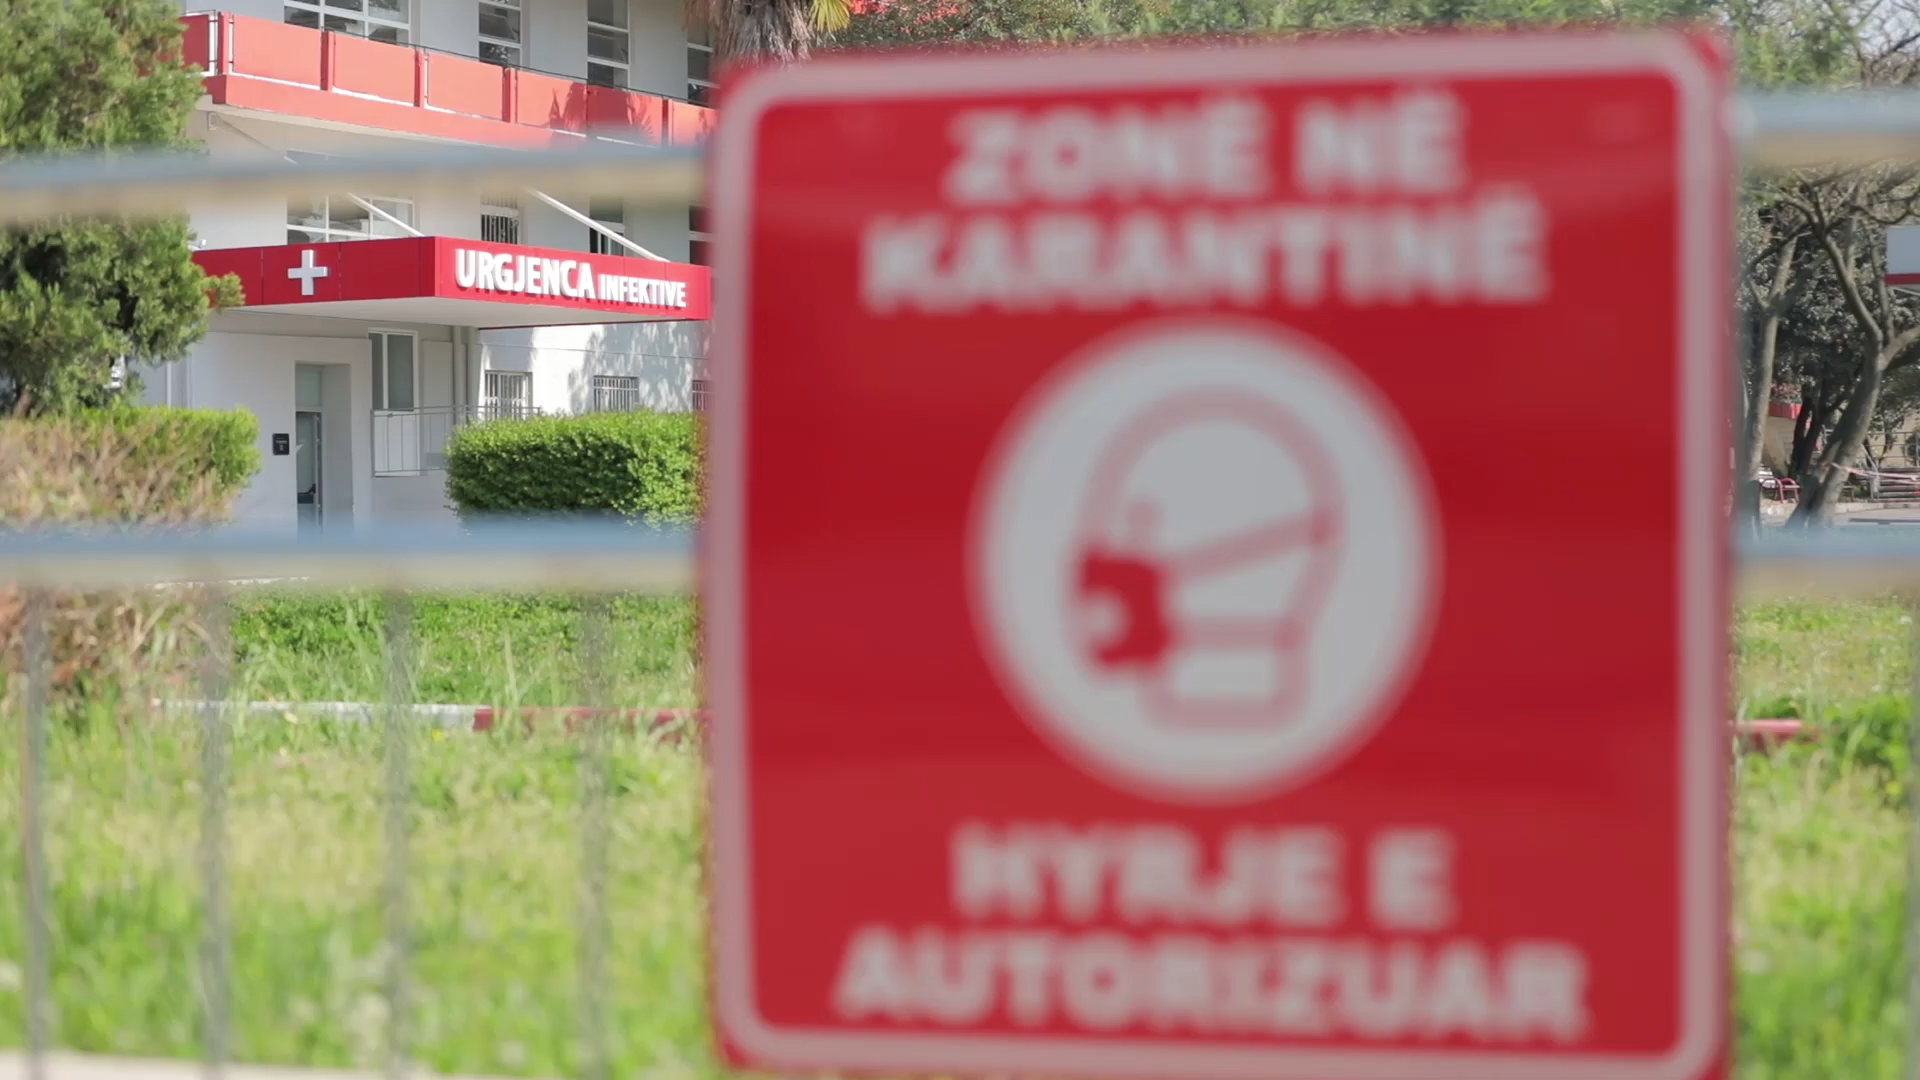 URGJENCA INFEKTIVE
ZONË NË
KARANTINË
HYRJE E
AUTORIZUAR